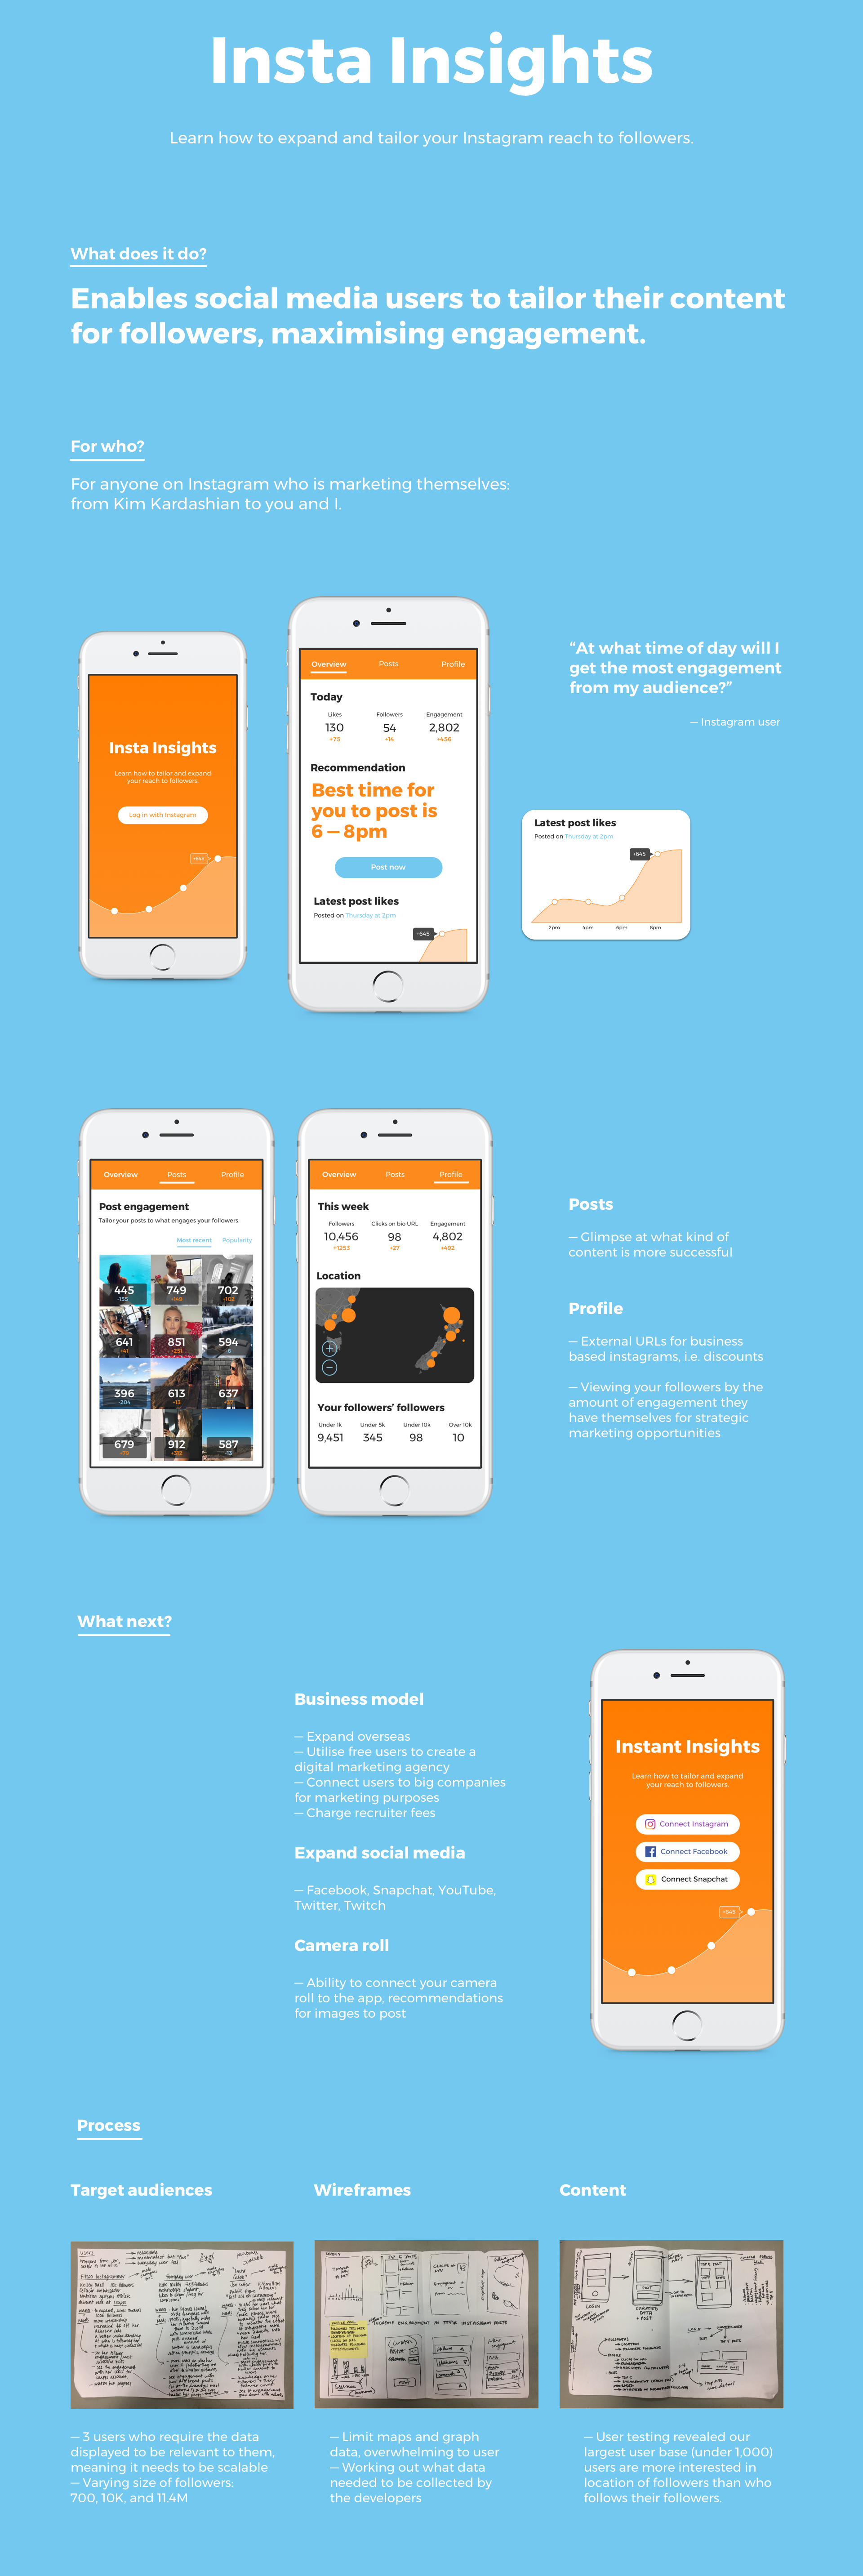 Insta Insights
Learn how to expand and tailor your Instagram reach to followers.
What does it do?
Enables social media users to tailor their content
for followers, maximising engagement.
For who?
For anyone on Instagram who is marketing themselves:
from Kim Kardashian to you and I.
Insta Insights
Learn how to tailor and expand
your reach to followers.
Log in with Instagram
+645
Overview Posts Profile
Today
Likes Followers Engagement
130 54 2,802
+75 +14 +456
Recommendation
Best time for
you to post is
6 — 8pm
Post now
Latest post likes
Posted on Thursday at 2pm
+645
“At what time of day will I
get the most engagement
from my audience?”
— Instagram user
Latest post likes
Posted on Thursday at 2pm
+645
2pm 4pm 6pm 8pm
Overview Posts Profile
Post engagement
Tailor your posts to what engages your followers.
Most recent Popularity
445 749 702
-155
641 851 594
396 613 637
-204 +13
679 912 587
+79 -13
Overview Posts Profile
This week
Followers Clicks on bio URL Engagement
10,456 98 4,802
+1253 +27 +492
Location
Your followers’ followers
Under 1k Under 5k Under 10k Over 10k
9,451 345 98 10
Posts
— Glimpse at what kind of
content is more successful
Profile
— External URLs for business
based instagrams, i.e. discounts
— Viewing your followers by the
amount of engagement they
have themselves for strategic
marketing opportunities
What next?
Business model
— Expand overseas
— Utilise free users to create a
digital marketing agency
— Connect users to big companies
for marketing purposes
— Charge recruiter fees
Expand social media
— Facebook, Snapchat, YouTube,
Twitter, Twitch
Camera roll
— Ability to connect your camera
roll to the app, recommendations
for images to post
Instant Insights
Learn how to tailor and expand
your reach to followers.
Connect Instagram
Connect Facebook
Connect Snapchat
+645
Process
Target audiences
— 3 users who require the data
displayed to be relevant to them,
meaning it needs to be scalable
— Varying size of followers:
700, 10K, and 11.4M
Wireframes
— Limit maps and graph
data, overwhelming to user
— Working out what data
needed to be collected by
the developers
Content
LOGIN
— User testing revealed our
largest user base (under 1,000)
users are more interested in
location of followers than who
follows their followers.